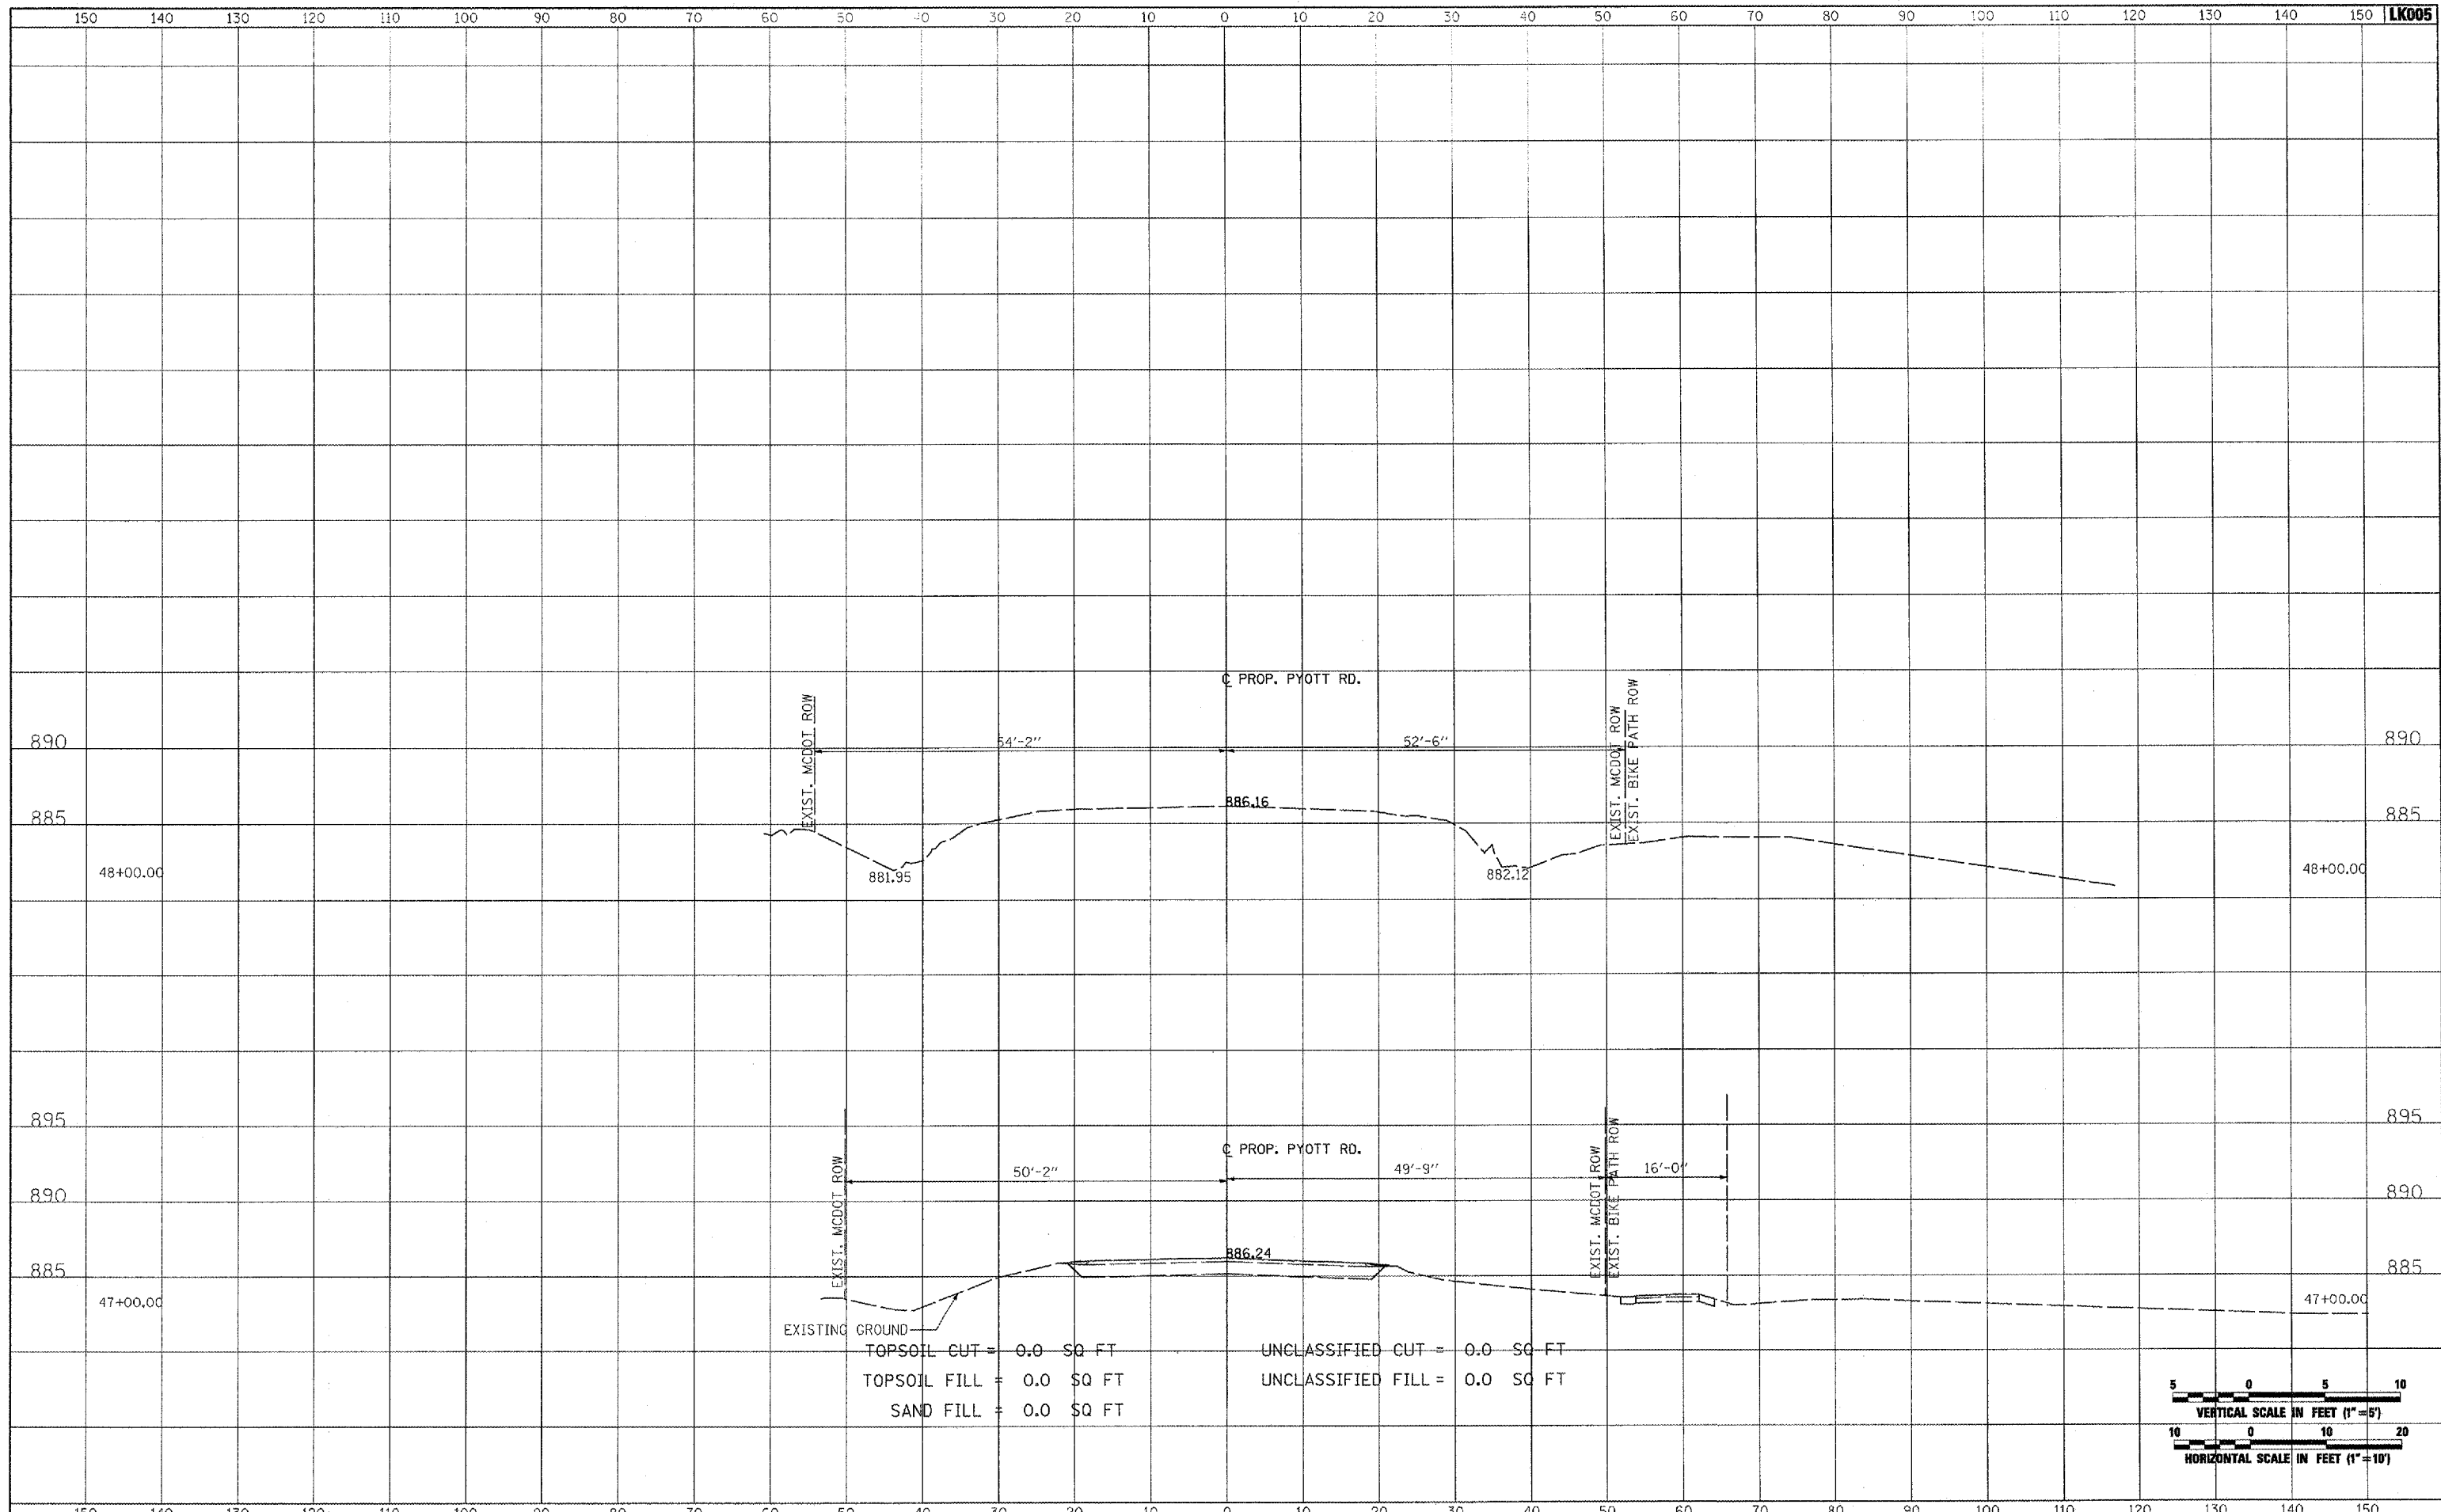 150 140 130 120 110 100 90 80 70 60 50 40 30 20 10 0 10 20 30 40 50 60 70 80 90 100 110 120 130 140 150 LK005
℄ PROP. PYOTT RD.
EXIST. MCDOT ROW
EXIST. MCDOT ROW
EXIST. BIKE PATH ROW
890 54'-2" 52'-6" 890
885 886.16 885
48+00.00 881.95 882.12 48+00.00
895 895
℄ PROP. PYOTT RD.
EXIST. MCDOT ROW
EXIST. MCDOT ROW
EXIST. BIKE PATH ROW
50'-2" 49'-9" 16'-0"
890 890
885 886.24 885
47+00.00 47+00.00
EXISTING GROUND
TOPSOIL CUT = 0.0 SQ FT UNCLASSIFIED CUT = 0.0 SQ FT
TOPSOIL FILL = 0.0 SQ FT UNCLASSIFIED FILL = 0.0 SQ FT
SAND FILL = 0.0 SQ FT
5 0 5 10
VERTICAL SCALE IN FEET (1"=5')
10 0 10 20
HORIZONTAL SCALE IN FEET (1"=10')
150 140 130 120 110 100 90 80 70 60 50 40 30 20 10 0 10 20 30 40 50 60 70 80 90 100 110 120 130 140 150